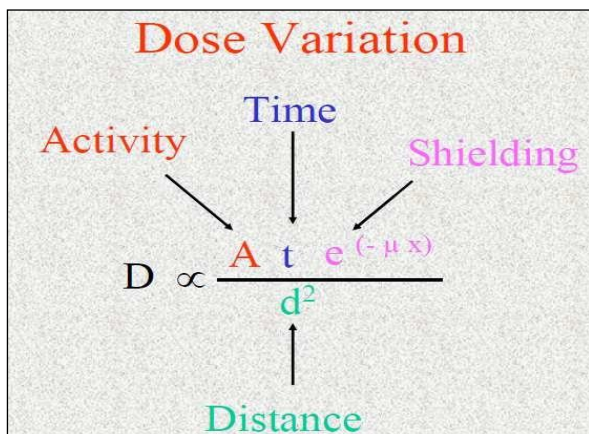 Dose Variation
Time
Activity
Shielding
A t e (- μ x)
D ∝
d²
Distance